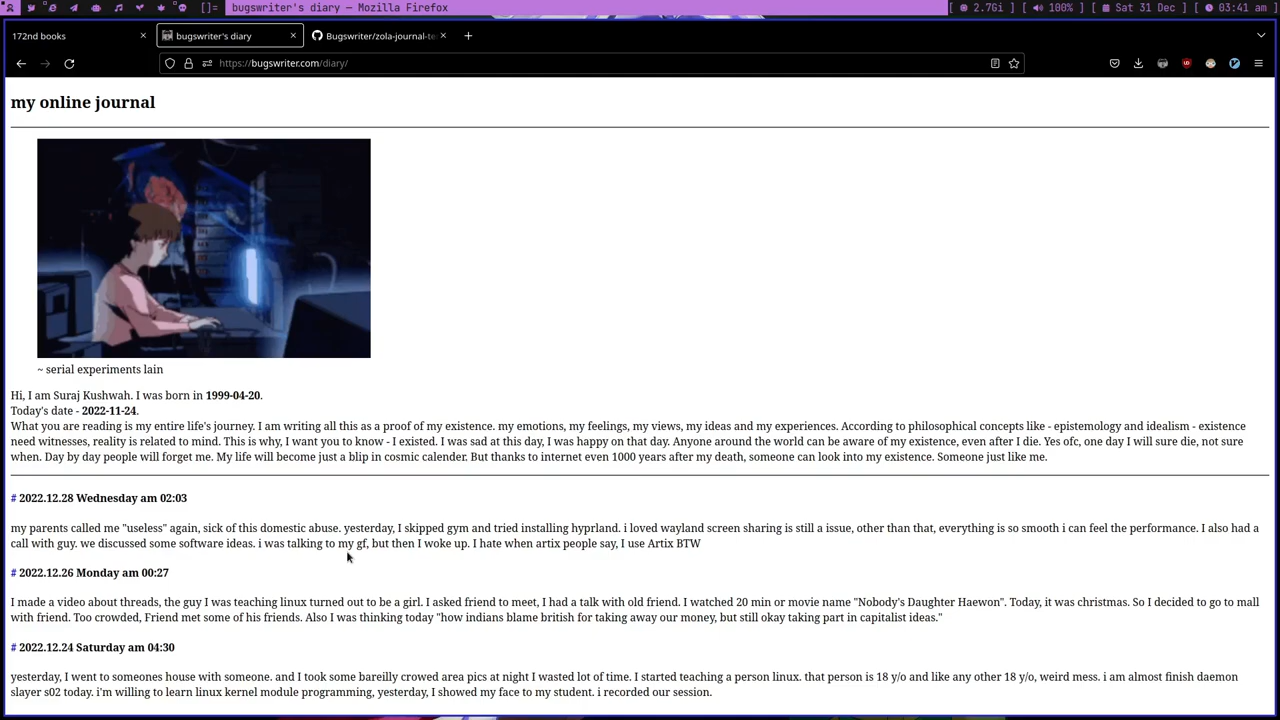 []= bugswriter's diary — Mozilla Firefox [ 2.7Gi ] [ 100% ] [ Sat 31 Dec ] [ 03:41 am ]
172nd books bugswriter's diary Bugswriter/zola-journal-te
https://bugswriter.com/diary/
my online journal
~ serial experiments lain
Hi, I am Suraj Kushwah. I was born in 1999-04-20.
Today's date - 2022-11-24.
What you are reading is my entire life's journey. I am writing all this as a proof of my existence. my emotions, my feelings, my views, my ideas and my experiences. According to philosophical concepts like - epistemology and idealism - existence
need witnesses, reality is related to mind. This is why, I want you to know - I existed. I was sad at this day, I was happy on that day. Anyone around the world can be aware of my existence, even after I die. Yes ofc, one day I will sure die, not sure
when. Day by day people will forget me. My life will become just a blip in cosmic calender. But thanks to internet even 1000 years after my death, someone can look into my existence. Someone just like me.
# 2022.12.28 Wednesday am 02:03
my parents called me "useless" again, sick of this domestic abuse. yesterday, I skipped gym and tried installing hyprland. i loved wayland screen sharing is still a issue, other than that, everything is so smooth i can feel the performance. I also had a
call with guy. we discussed some software ideas. i was talking to my gf, but then I woke up. I hate when artix people say, I use Artix BTW
# 2022.12.26 Monday am 00:27
I made a video about threads, the guy I was teaching linux turned out to be a girl. I asked friend to meet, I had a talk with old friend. I watched 20 min or movie name "Nobody's Daughter Haewon". Today, it was christmas. So I decided to go to mall
with friend. Too crowded, Friend met some of his friends. Also I was thinking today "how indians blame british for taking away our money, but still okay taking part in capitalist ideas."
# 2022.12.24 Saturday am 04:30
yesterday, I went to someones house with someone. and I took some bareilly crowed area pics at night I wasted lot of time. I started teaching a person linux. that person is 18 y/o and like any other 18 y/o, weird mess. i am almost finish daemon
slayer s02 today. i'm willing to learn linux kernel module programming, yesterday, I showed my face to my student. i recorded our session.